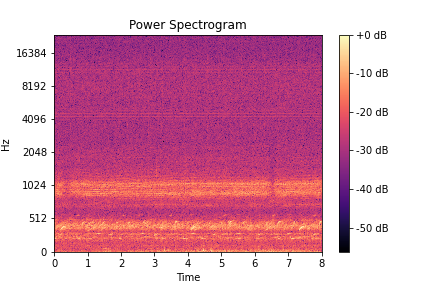 Power Spectrogram
+0 dB
16384
-10 dB
8192
-20 dB
4096
-30 dB
2048
1024
-40 dB
512
-50 dB
0
Hz
0 1 2 3 4 5 6 7 8
Time